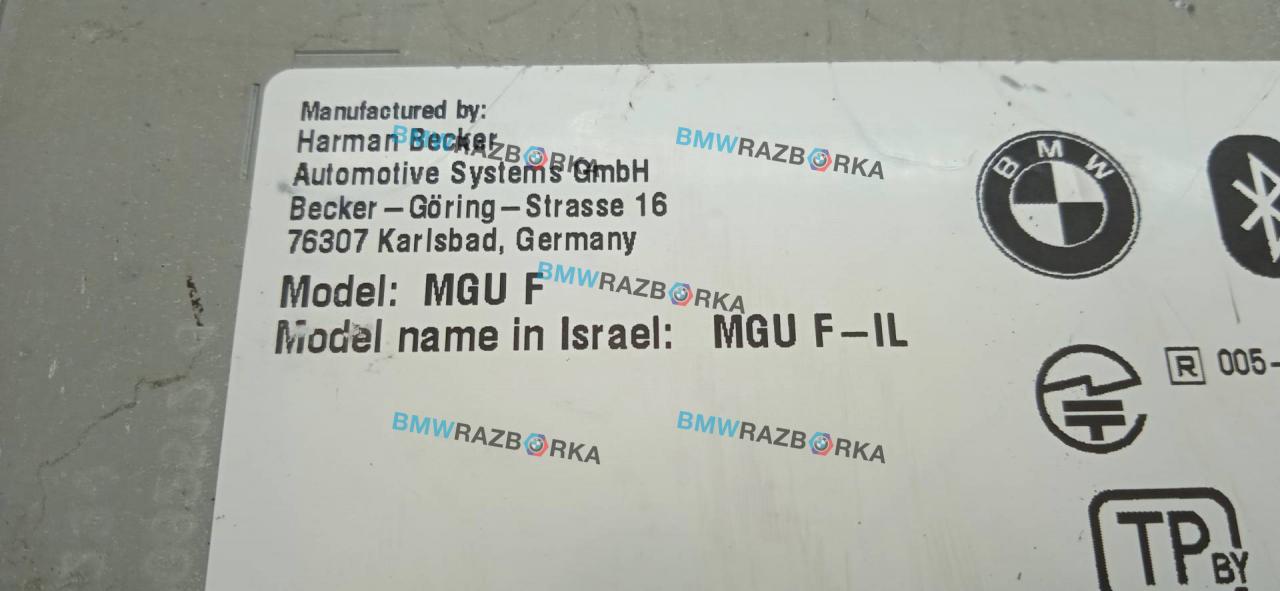 Manufactured by:
Harman Becker
Automotive Systems GmbH
Becker-Göring-Strasse 16
76307 Karlsbad, Germany
Model: MGU F
Model name in Israel: MGU F-IL
BMW
R 005-
TP BY
BMWRAZBORKA
BMWRAZBORKA
BMWRAZBORKA
BMWRAZBORKA
BMWRAZBORKA